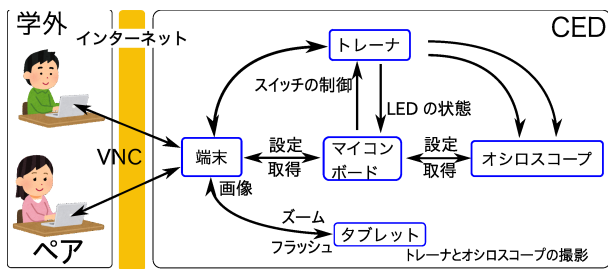 学外
インターネット
CED
トレーナ
スイッチの制御
LEDの状態
VNC
端末
設定
取得
マイコン
ボード
設定
取得
オシロスコープ
画像
ズーム
フラッシュ
タブレット
ペア
トレーナとオシロスコープの撮影